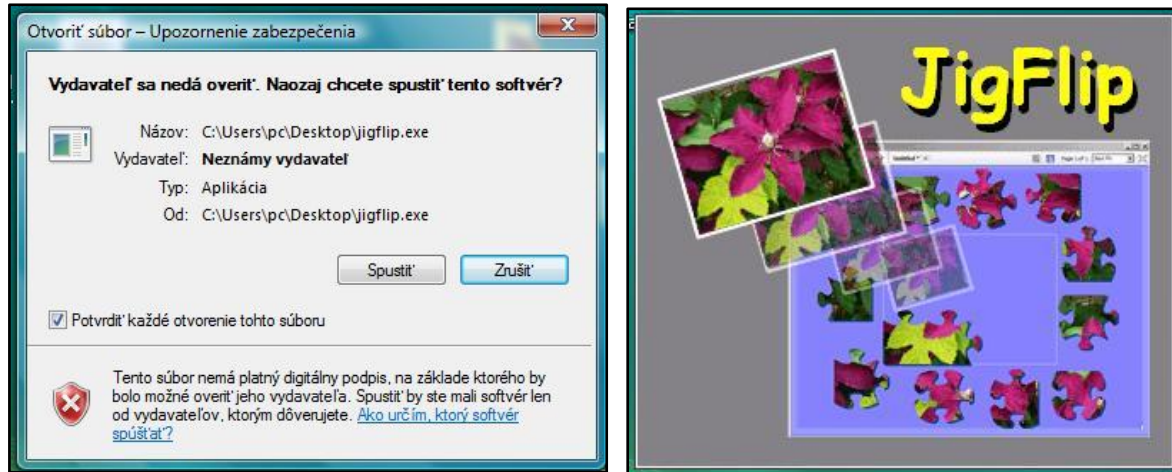 Otvoriť súbor – Upozornenie zabezpečenia
Vydavateľ sa nedá overiť. Naozaj chcete spustiť tento softvér?
Názov: C:\Users\pc\Desktop\jigflip.exe
Vydavateľ: Neznámy vydavateľ
Typ: Aplikácia
Od: C:\Users\pc\Desktop\jigflip.exe
Spustiť Zrušiť
Potvrdiť každé otvorenie tohto súboru
Tento súbor nemá platný digitálny podpis, na základe ktorého by
bolo možné overiť jeho vydavateľa. Spustiť by ste mali softvér len
od vydavateľov, ktorým dôverujete. Ako určím, ktorý softvér
spúšťať?
JigFlip